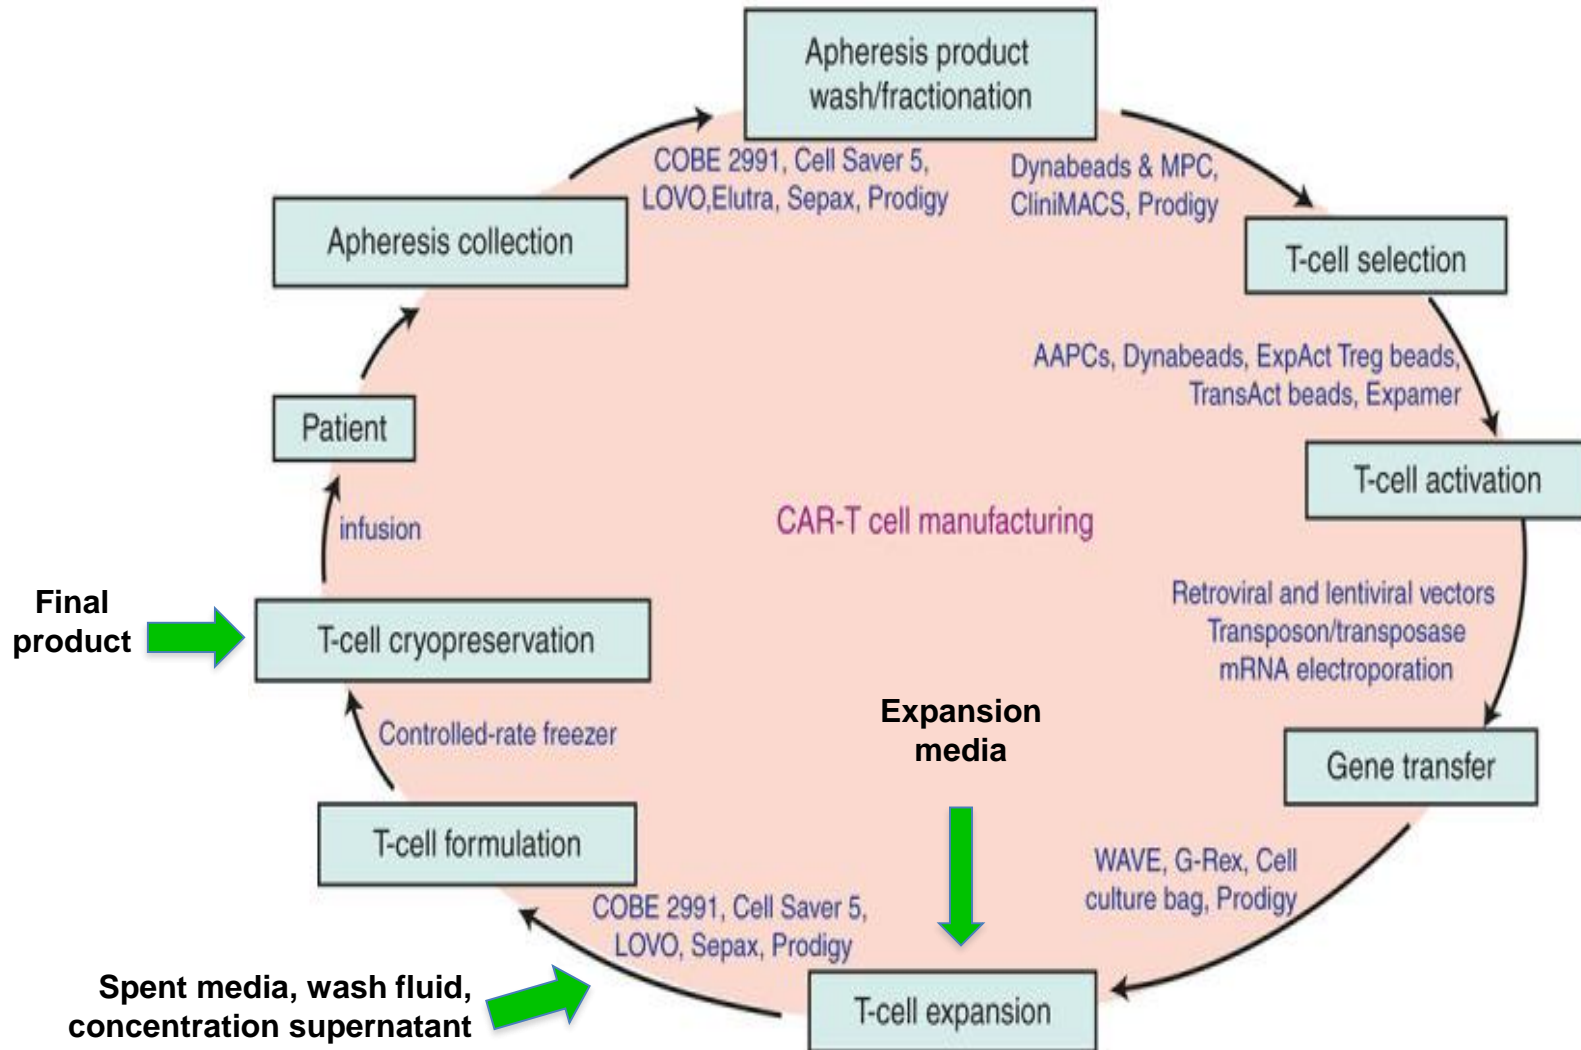 Apheresis product
wash/fractionation
COBE 2991, Cell Saver 5,
LOVO,Elutra, Sepax, Prodigy
Dynabeads & MPC,
CliniMACS, Prodigy
Apheresis collection
T-cell selection
AAPCs, Dynabeads, ExpAct Treg beads,
TransAct beads, Expamer
Patient
T-cell activation
CAR-T cell manufacturing
infusion
Retroviral and lentiviral vectors
Transposon/transposase
mRNA electroporation
Final
product
T-cell cryopreservation
Expansion
media
Controlled-rate freezer
Gene transfer
T-cell formulation
WAVE, G-Rex, Cell
culture bag, Prodigy
COBE 2991, Cell Saver 5,
LOVO, Sepax, Prodigy
Spent media, wash fluid,
concentration supernatant
T-cell expansion